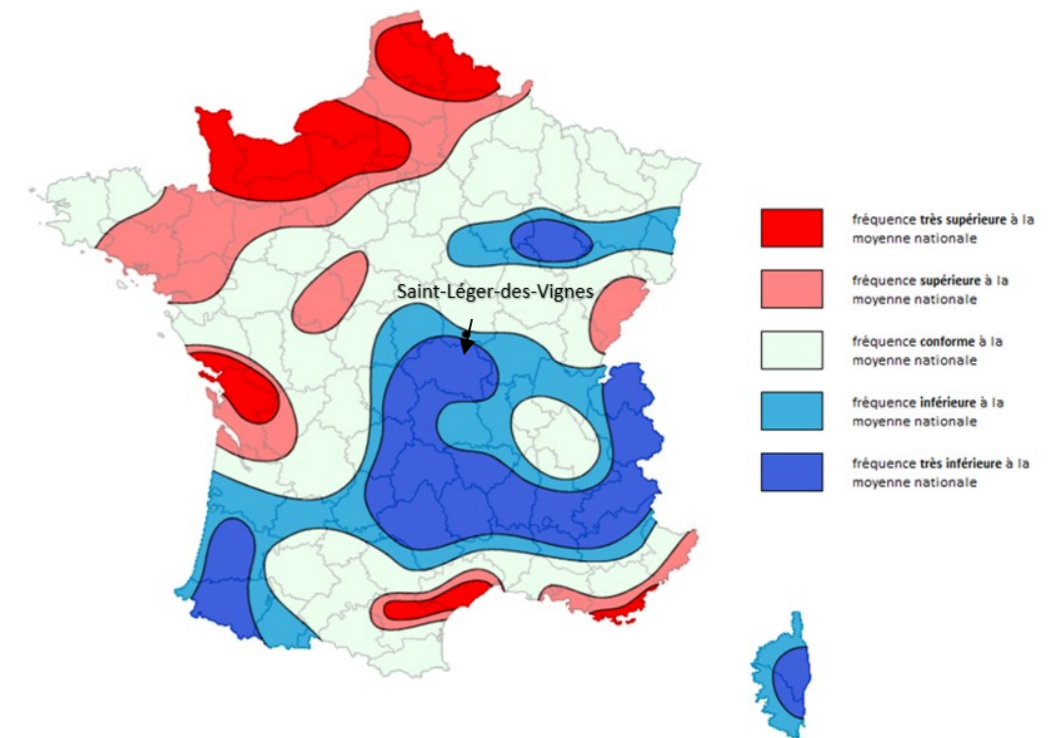 Saint-Léger-des-Vignes
fréquence très supérieure à la
moyenne nationale
fréquence supérieure à la
moyenne nationale
fréquence conforme à la
moyenne nationale
fréquence inférieure à la
moyenne nationale
fréquence très inférieure à la
moyenne nationale